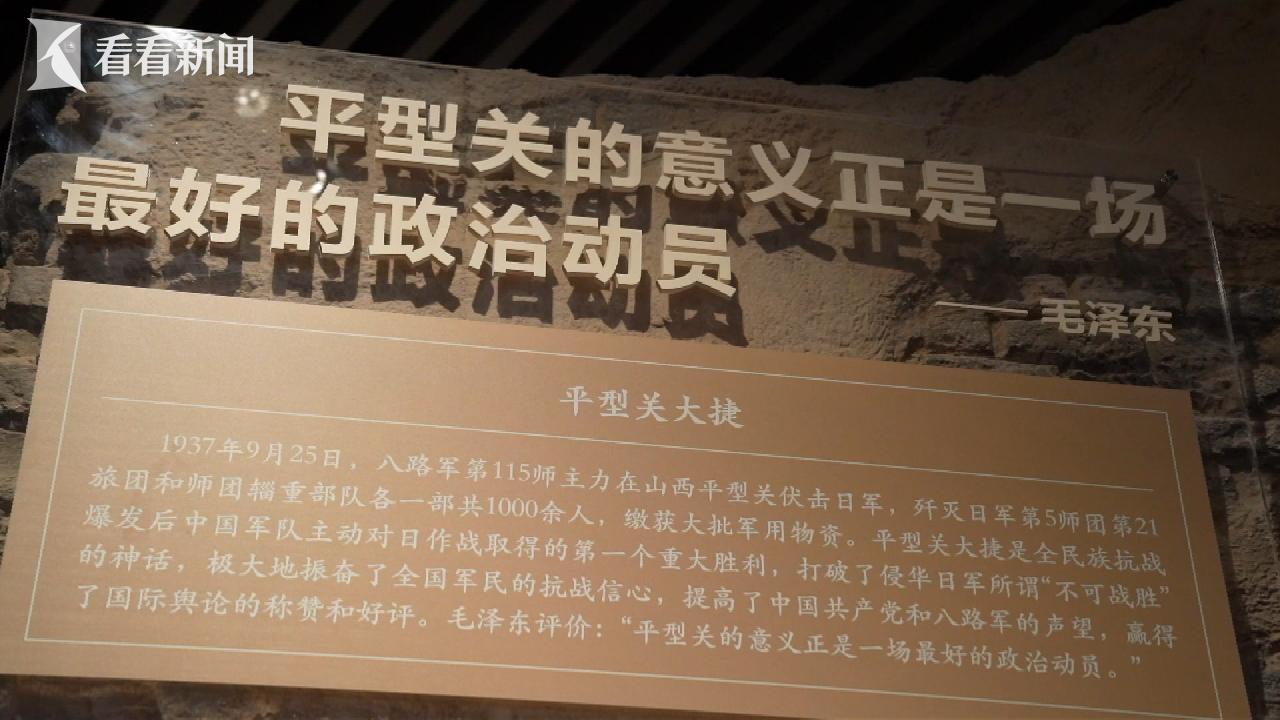 看看新闻
平型关的意义正是一场
最好的政治动员
—— 毛泽东
平型关大捷
1937年9月25日，八路军第115师主力在山西平型关伏击日军，歼灭日军第5师团第21
旅团和师团辎重部队各一部共1000余人，缴获大批军用物资。平型关大捷是全民族抗战
爆发后中国军队主动对日作战取得的第一个重大胜利，打破了侵华日军所谓“不可战胜”
的神话，极大地振奋了全国军民的抗战信心，提高了中国共产党和八路军的声望，赢得
了国际舆论的称赞和好评。毛泽东评价：“平型关的意义正是一场最好的政治动员。”